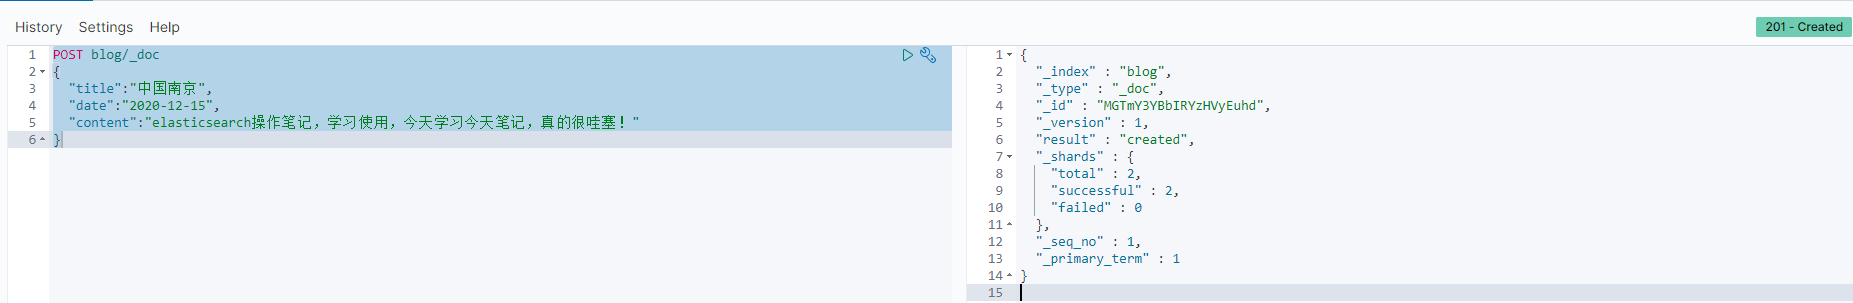 History Settings Help
201 - Created
1 POST blog/_doc
2 {
3 "title":"中国南京",
4 "date":"2020-12-15",
5 "content":"elasticsearch操作笔记，学习使用，今天学习今天笔记，真的很哇塞！"
6 }
1 {
2 "_index" : "blog",
3 "_type" : "_doc",
4 "_id" : "MGTmY3YBbIRYzHVyEuhd",
5 "_version" : 1,
6 "result" : "created",
7 "_shards" : {
8 "total" : 2,
9 "successful" : 2,
10 "failed" : 0
11 },
12 "_seq_no" : 1,
13 "_primary_term" : 1
14 }
15